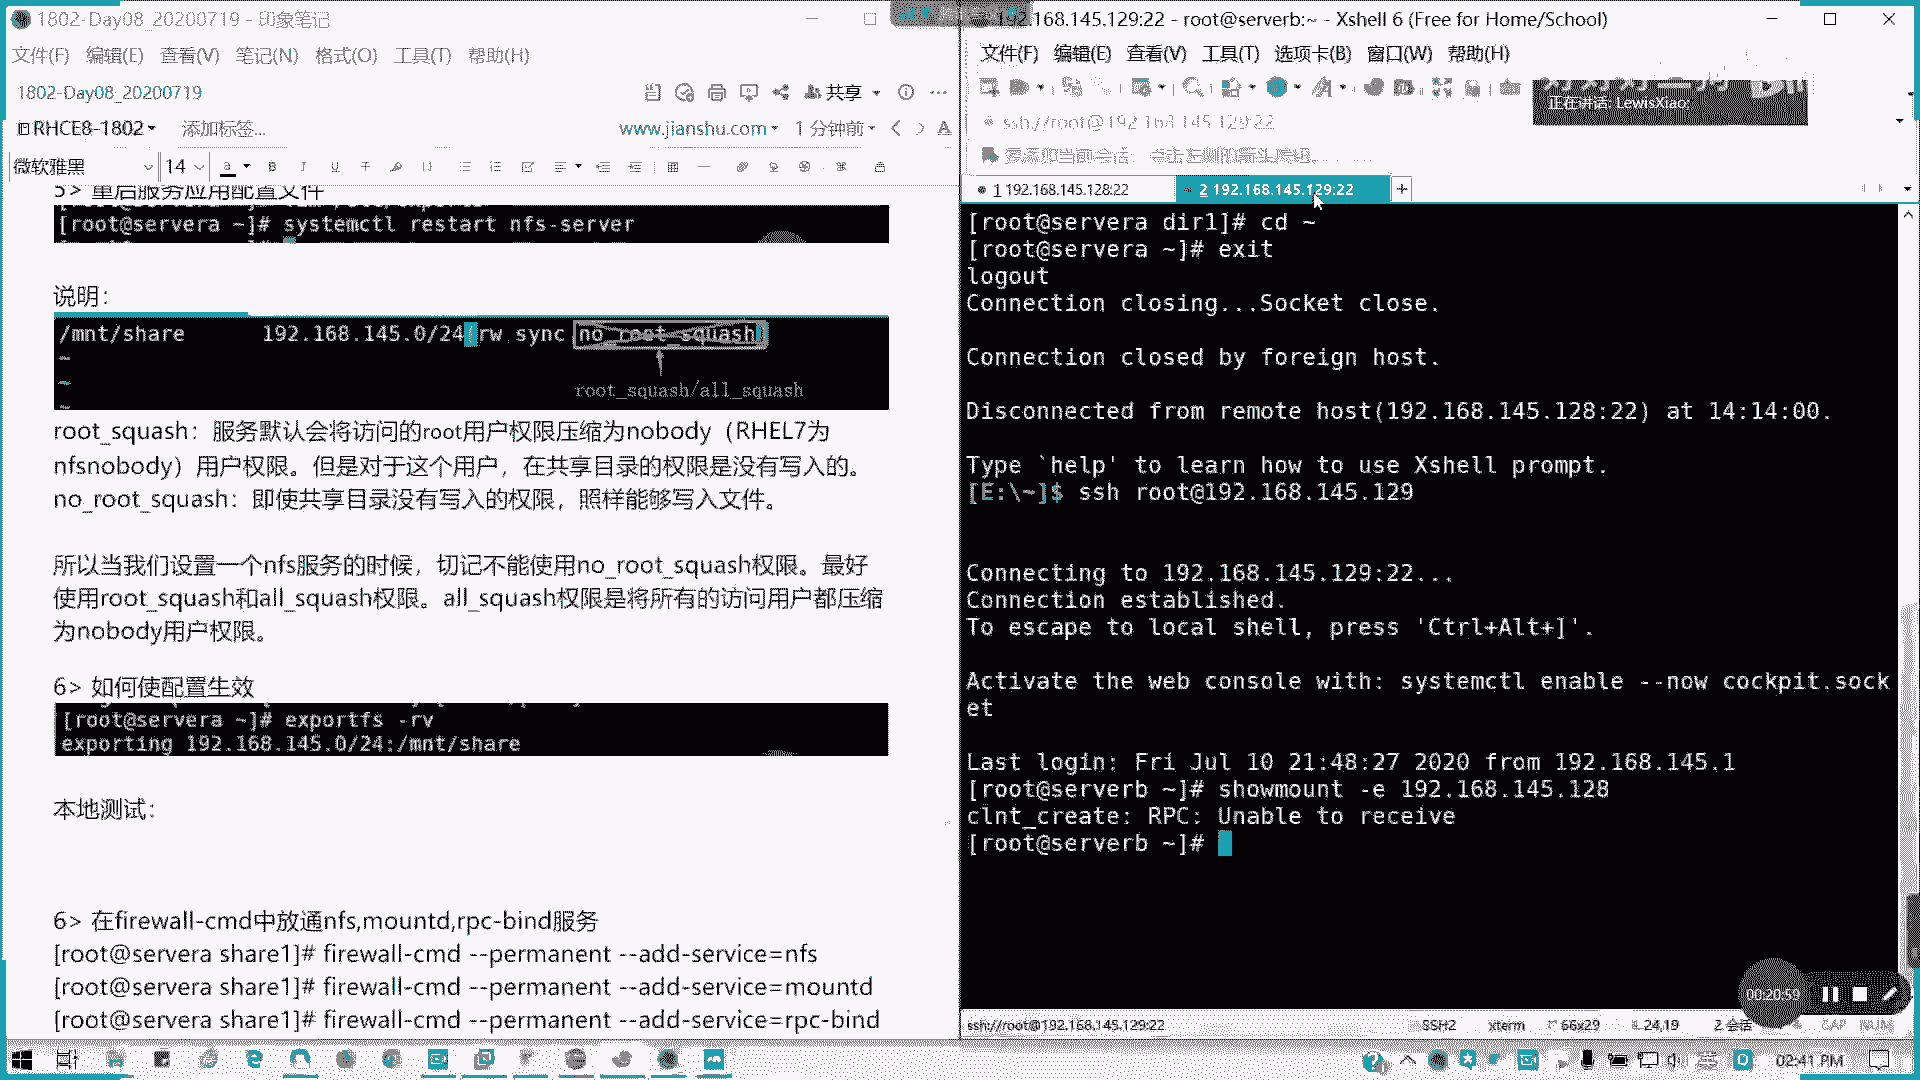 1802-Day08_20200719 - 印象笔记
文件(F) 编辑(E) 查看(V) 笔记(N) 格式(O) 工具(T) 帮助(H)
1802-Day08_20200719
共享
RHCE8-1802 添加标签...
www.jianshu.com 1 分钟前
微软雅黑 14
5> 重启服务应用配置文件
[root@servera ~]# systemctl restart nfs-server
说明：
/mnt/share 192.168.145.0/24(rw,sync,no_root_squash)
~
~
~
root_squash/all_squash
root_squash：服务默认会将访问的root用户权限压缩为nobody（RHEL7为
nfsnobody）用户权限。但是对于这个用户，在共享目录的权限是没有写入的。
no_root_squash：即使共享目录没有写入的权限，照样能够写入文件。
所以当我们设置一个nfs服务的时候，切记不能使用no_root_squash权限。最好
使用root_squash和all_squash权限。all_squash权限是将所有的访问用户都压缩
为nobody用户权限。
6> 如何使配置生效
[root@servera ~]# exportfs -rv
exporting 192.168.145.0/24:/mnt/share
本地测试：
6> 在firewall-cmd中放通nfs,mountd,rpc-bind服务
[root@servera share1]# firewall-cmd --permanent --add-service=nfs
[root@servera share1]# firewall-cmd --permanent --add-service=mountd
[root@servera share1]# firewall-cmd --permanent --add-service=rpc-bind
192.168.145.129:22 - root@serverb:~ - Xshell 6 (Free for Home/School)
文件(F) 编辑(E) 查看(V) 工具(T) 选项卡(B) 窗口(W) 帮助(H)
正在讲话: LewisXiao;
ssh://root@192.168.145.129:22
要添加当前会话，点击左侧的箭头按钮。
1 192.168.145.128:22
2 192.168.145.129:22
[root@servera dir1]# cd ~
[root@servera ~]# exit
logout
Connection closing...Socket close.
Connection closed by foreign host.
Disconnected from remote host(192.168.145.128:22) at 14:14:00.
Type `help' to learn how to use Xshell prompt.
[E:\~]$ ssh root@192.168.145.129
Connecting to 192.168.145.129:22...
Connection established.
To escape to local shell, press 'Ctrl+Alt+]'.
Activate the web console with: systemctl enable --now cockpit.sock
et
Last login: Fri Jul 10 21:48:27 2020 from 192.168.145.1
[root@serverb ~]# showmount -e 192.168.145.128
clnt_create: RPC: Unable to receive
[root@serverb ~]#
00:20:59
ssh://root@192.168.145.129:22 SSH2 xterm 66x29 24,19 2 会话 CAP NUM
02:41 PM